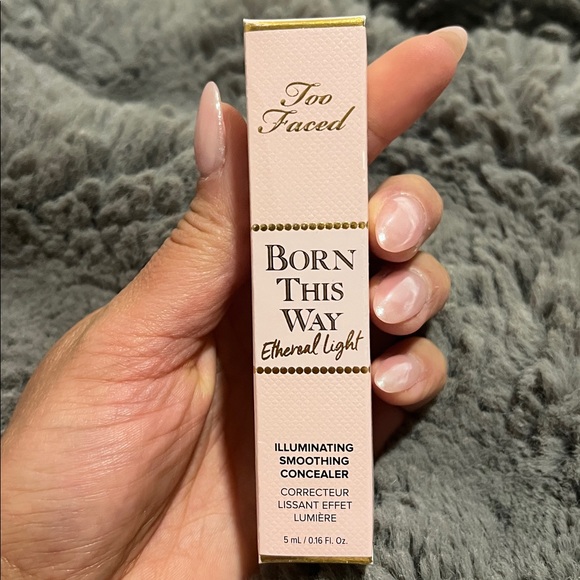 Too
Faced
BORN
THIS
WAY
Ethereal Light
ILLUMINATING
SMOOTHING
CONCEALER
CORRECTEUR
LISSANT EFFET
LUMIÈRE
5 mL / 0.16 Fl. Oz.